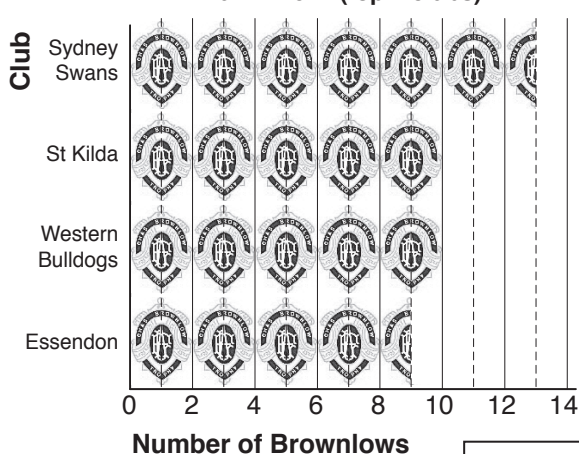 Club
Sydney
Swans
St Kilda
Western
Bulldogs
Essendon
0 2 4 6 8 10 12 14
Number of Brownlows